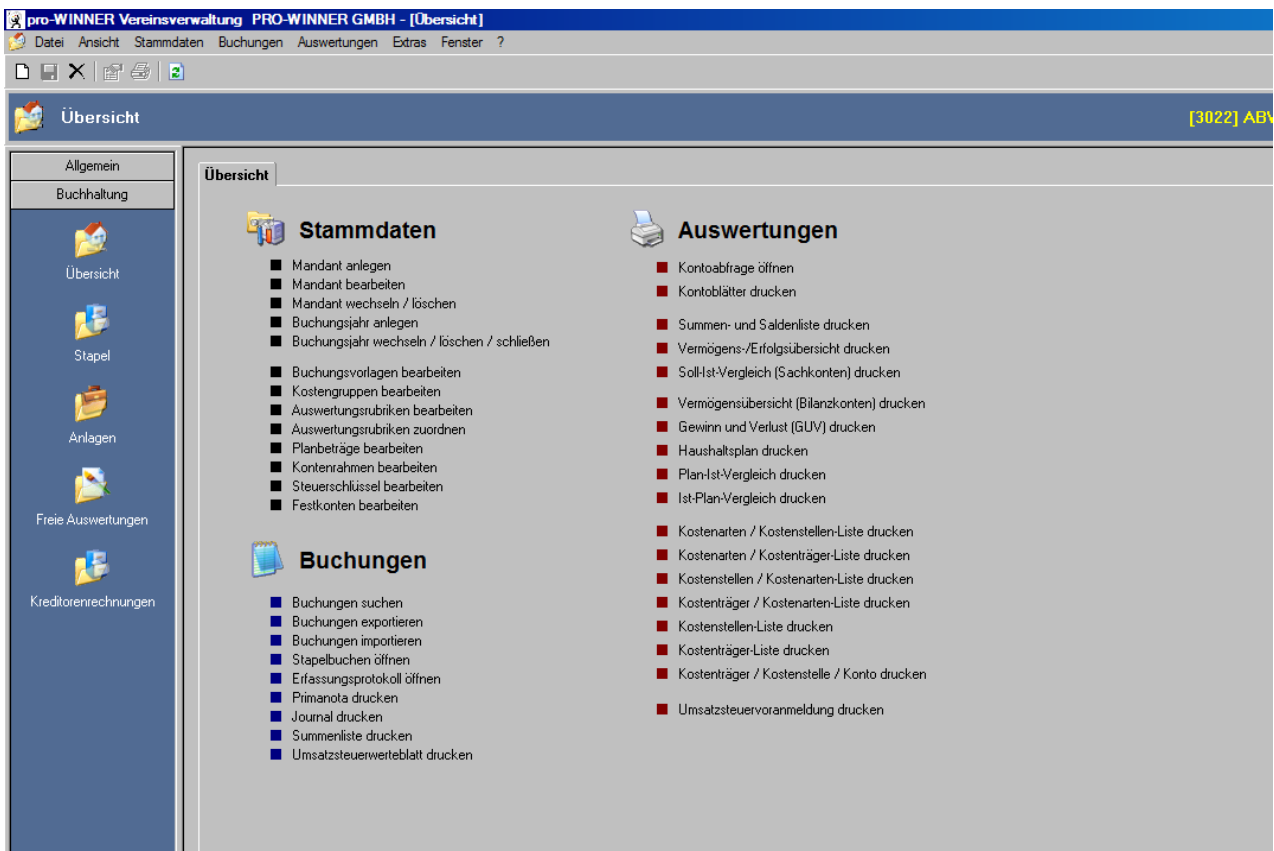 pro-WINNER Vereinsverwaltung PRO-WINNER GMBH - [Übersicht]
Datei Ansicht Stammdaten Buchungen Auswertungen Extras Fenster ?
Übersicht
[3022] ABV
Allgemein
Buchhaltung
Übersicht
Stapel
Anlagen
Freie Auswertungen
Kreditorenrechnungen
Übersicht
Stammdaten
Mandant anlegen
Mandant bearbeiten
Mandant wechseln / löschen
Buchungsjahr anlegen
Buchungsjahr wechseln / löschen / schließen
Buchungsvorlagen bearbeiten
Kostengruppen bearbeiten
Auswertungsrubriken bearbeiten
Auswertungsrubriken zuordnen
Planbeträge bearbeiten
Kontenrahmen bearbeiten
Steuerschlüssel bearbeiten
Festkonten bearbeiten
Buchungen
Buchungen suchen
Buchungen exportieren
Buchungen importieren
Stapelbuchen öffnen
Erfassungsprotokoll öffnen
Primanota drucken
Journal drucken
Summenliste drucken
Umsatzsteuerwerteblatt drucken
Auswertungen
Kontoabfrage öffnen
Kontoblätter drucken
Summen- und Saldenliste drucken
Vermögens-/Erfolgsübersicht drucken
Soll-Ist-Vergleich (Sachkonten) drucken
Vermögensübersicht (Bilanzkonten) drucken
Gewinn und Verlust (GUV) drucken
Haushaltsplan drucken
Plan-Ist-Vergleich drucken
Ist-Plan-Vergleich drucken
Kostenarten / Kostenstellen-Liste drucken
Kostenarten / Kostenträger-Liste drucken
Kostenstellen / Kostenarten-Liste drucken
Kostenträger / Kostenarten-Liste drucken
Kostenstellen-Liste drucken
Kostenträger-Liste drucken
Kostenträger / Kostenstelle / Konto drucken
Umsatzsteuervoranmeldung drucken